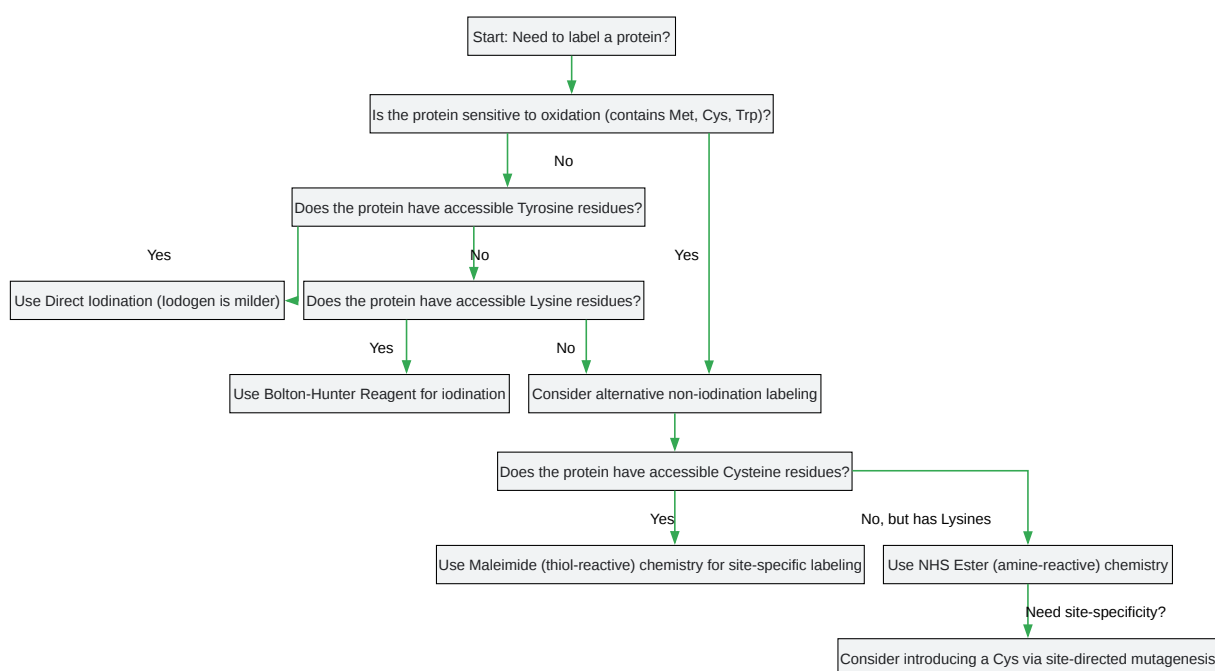 Start: Need to label a protein?
Is the protein sensitive to oxidation (contains Met, Cys, Trp)?
No
Does the protein have accessible Tyrosine residues?
Yes
No
Yes
Use Direct Iodination (Iodogen is milder)
Does the protein have accessible Lysine residues?
Yes
No
Use Bolton-Hunter Reagent for iodination
Consider alternative non-iodination labeling
Does the protein have accessible Cysteine residues?
Yes
No, but has Lysines
Use Maleimide (thiol-reactive) chemistry for site-specific labeling
Use NHS Ester (amine-reactive) chemistry
Need site-specificity?
Consider introducing a Cys via site-directed mutagenesis